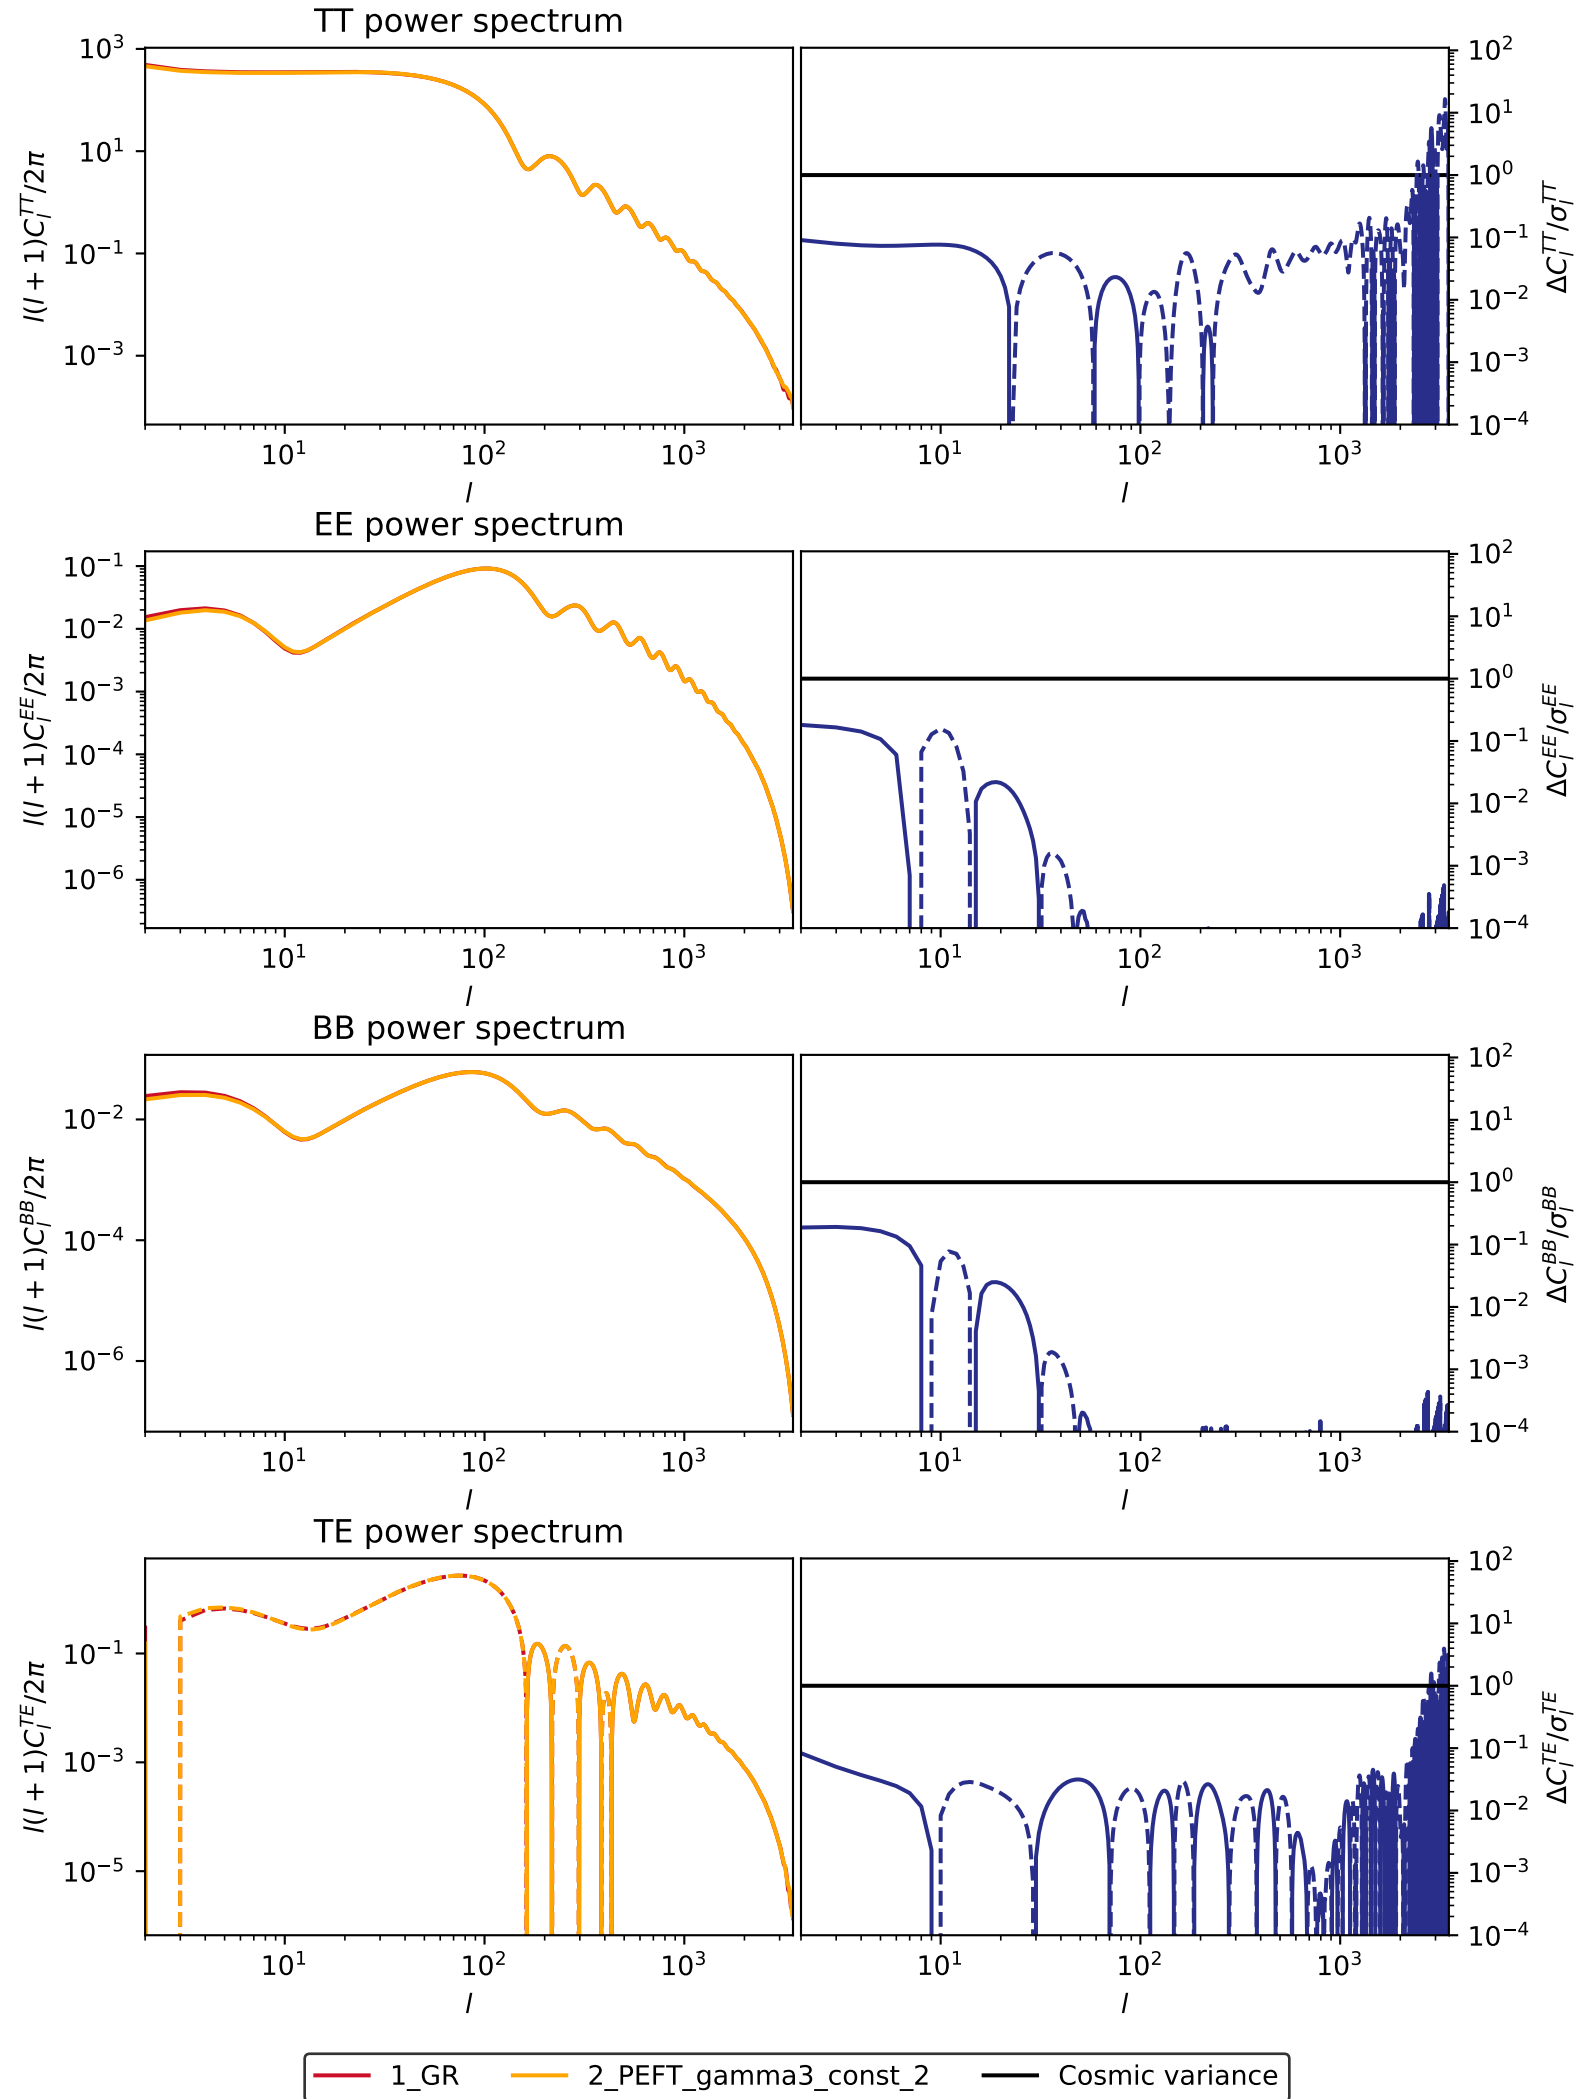 TT power spectrum
l(l + 1)C_l^{TT}/2π
10^3
10^1
10^{-1}
10^{-3}
10^1 10^2 10^3
l
10^2
10^1
10^0
10^{-1}
10^{-2}
10^{-3}
10^{-4}
ΔC_l^{TT}/σ_l^{TT}
10^1 10^2 10^3
l
EE power spectrum
l(l + 1)C_l^{EE}/2π
10^{-1}
10^{-2}
10^{-3}
10^{-4}
10^{-5}
10^{-6}
10^1 10^2 10^3
l
10^2
10^1
10^0
10^{-1}
10^{-2}
10^{-3}
10^{-4}
ΔC_l^{EE}/σ_l^{EE}
10^1 10^2 10^3
l
BB power spectrum
l(l + 1)C_l^{BB}/2π
10^{-2}
10^{-4}
10^{-6}
10^1 10^2 10^3
l
10^2
10^1
10^0
10^{-1}
10^{-2}
10^{-3}
10^{-4}
ΔC_l^{BB}/σ_l^{BB}
10^1 10^2 10^3
l
TE power spectrum
l(l + 1)C_l^{TE}/2π
10^{-1}
10^{-3}
10^{-5}
10^1 10^2 10^3
l
10^2
10^1
10^0
10^{-1}
10^{-2}
10^{-3}
10^{-4}
ΔC_l^{TE}/σ_l^{TE}
10^1 10^2 10^3
l
1_GR 2_PEFT_gamma3_const_2 Cosmic variance